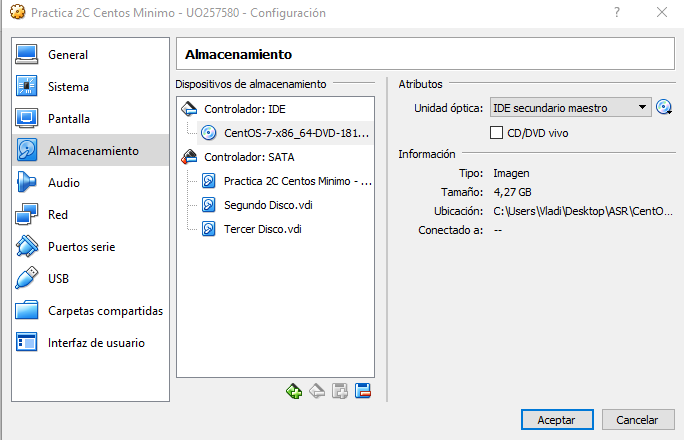 Practica 2C Centos Minimo - UO257580 - Configuración
General
Sistema
Pantalla
Almacenamiento
Audio
Red
Puertos serie
USB
Carpetas compartidas
Interfaz de usuario
Almacenamiento
Dispositivos de almacenamiento
Controlador: IDE
CentOS-7-x86_64-DVD-181...
Controlador: SATA
Practica 2C Centos Minimo - ...
Segundo Disco.vdi
Tercer Disco.vdi
Atributos
Unidad óptica: IDE secundario maestro
CD/DVD vivo
Información
Tipo: Imagen
Tamaño: 4,27 GB
Ubicación: C:\Users\Vladi\Desktop\ASR\CentO...
Conectado a: --
Aceptar Cancelar